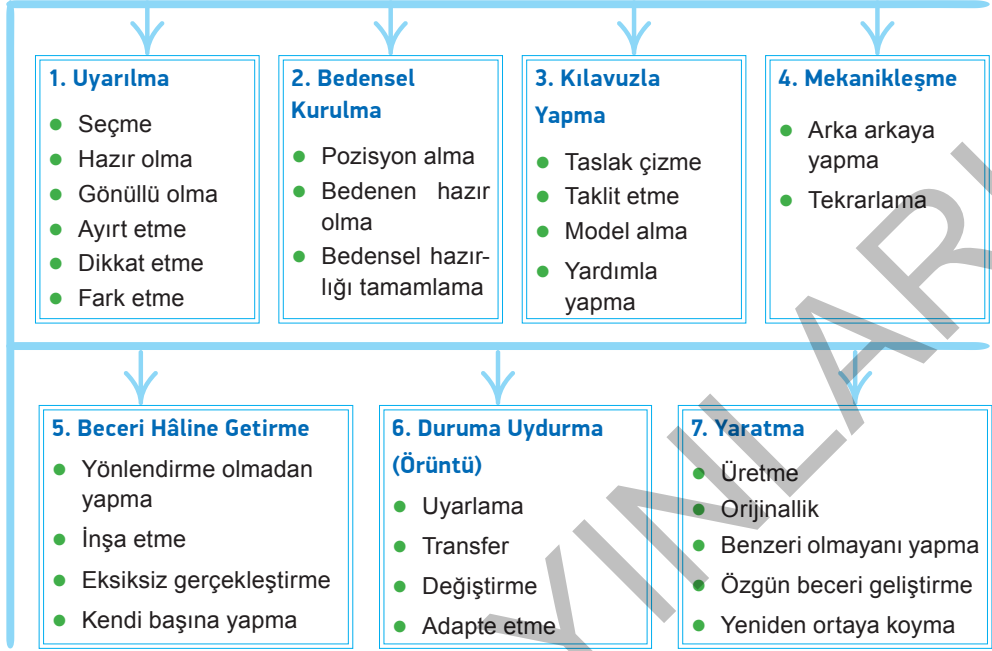 1. Uyarılma
Seçme
Hazır olma
Gönüllü olma
Ayırt etme
Dikkat etme
Fark etme
2. Bedensel
Kurulma
Pozisyon alma
Bedenen hazır
olma
Bedensel hazır-
lığı tamamlama
3. Kılavuzla
Yapma
Taslak çizme
Taklit etme
Model alma
Yardımla
yapma
4. Mekanikleşme
Arka arkaya
yapma
Tekrarlama
5. Beceri Hâline Getirme
Yönlendirme olmadan
yapma
İnşa etme
Eksiksiz gerçekleştirme
Kendi başına yapma
6. Duruma Uydurma
(Örüntü)
Uyarlama
Transfer
Değiştirme
Adapte etme
7. Yaratma
Üretme
Orijinallik
Benzeri olmayanı yapma
Özgün beceri geliştirme
Yeniden ortaya koyma
YINLARI